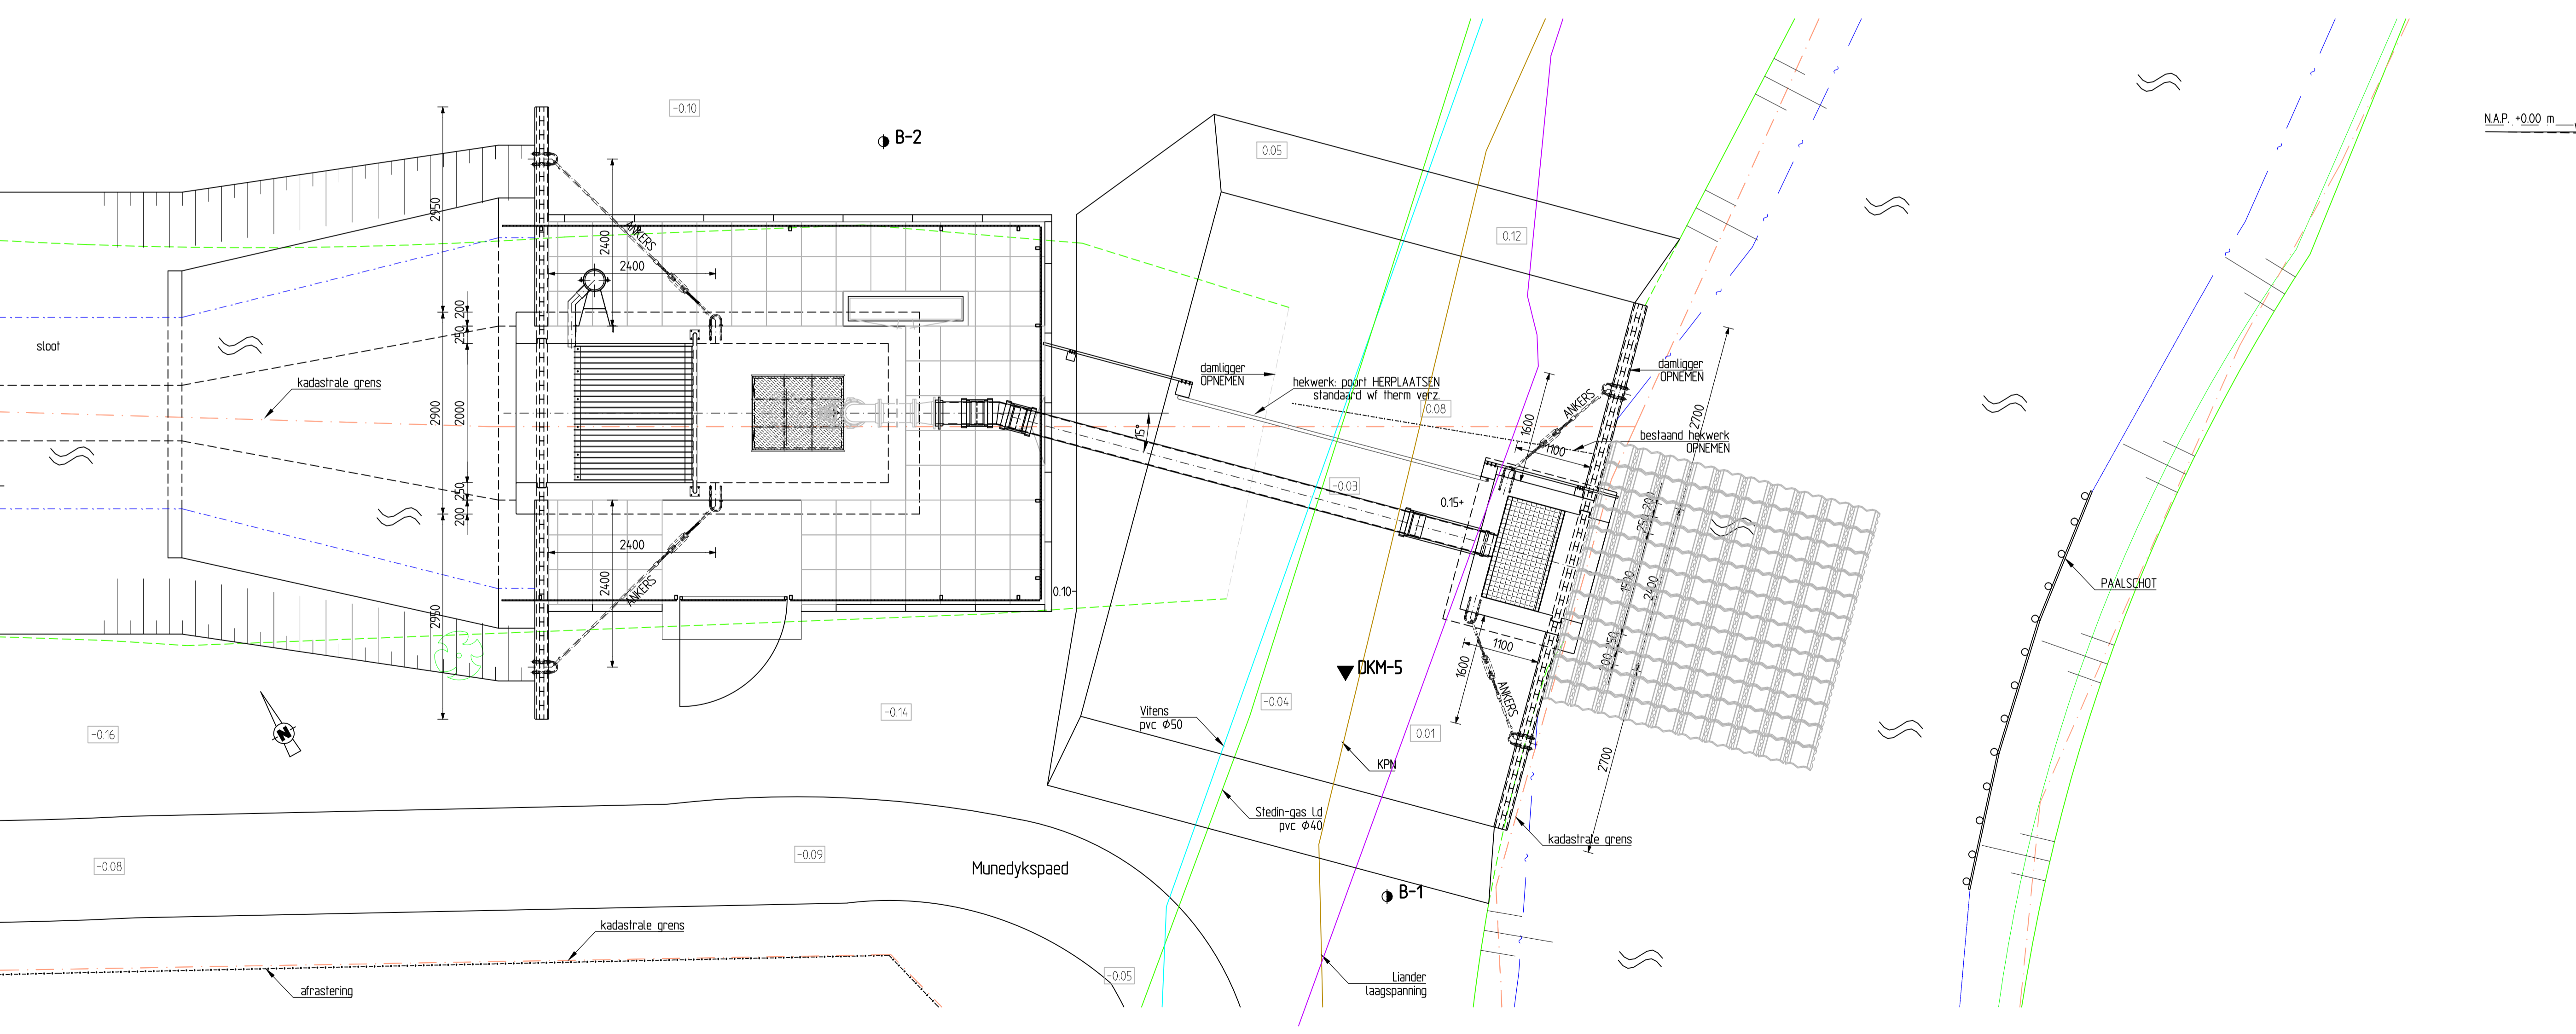 -0.10
B-2
0.05
N.A.P. +0.00 m
0.12
2950
ANKERS
2400
2400
200
250
sloot
kadastrale grens
2900
2000
250
200
2400
2400
ANKERS
2950
15°
damligger
OPNEMEN
hekwerk: poort HERPLAATSEN
standaard wf therm verz.
0.08
damligger
OPNEMEN
ANKERS
1600
1100
2700
bestaand hekwerk
OPNEMEN
-0.03
0.15+
250
200
1500
2400
0.10-
PAALSCHOT
1100
1600
ANKERS
2700
DKM-5
-0.04
0.01
-0.14
-0.16
N
Vitens
pvc Ø50
KPN
Stedin-gas l.d
pvc Ø40
kadastrale grens
-0.08
-0.09
Munedykspaed
B-1
kadastrale grens
afrastering
-0.05
Liander
laagspanning